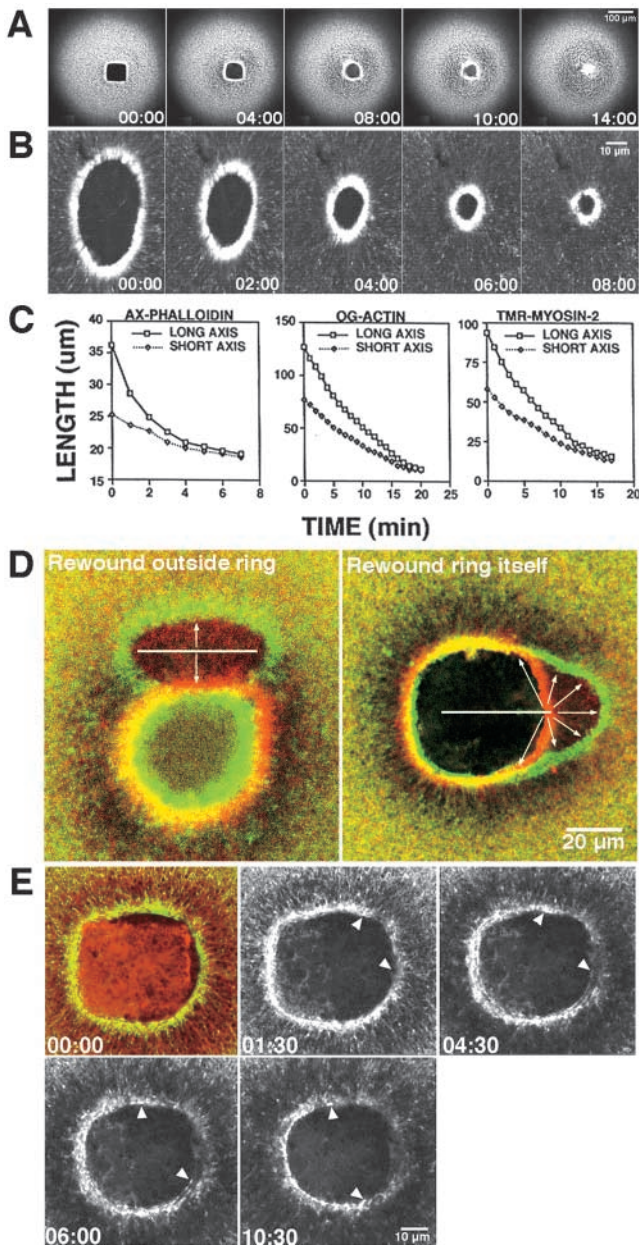 A
100 µm
00:00 04:00 08:00 10:00 14:00
B
10 µm
00:00 02:00 04:00 06:00 08:00
C
AX-PHALLOIDIN OG-ACTIN TMR-MYOSIN-2
LONG AXIS
SHORT AXIS
LONG AXIS
SHORT AXIS
LONG AXIS
SHORT AXIS
LENGTH (um)
40
35
30
25
20
15
0 2 4 6 8
150
100
50
0
0 5 10 15 20 25
100
75
50
25
0
0 5 10 15 20
TIME (min)
D
Rewound outside ring
Rewound ring itself
20 µm
E
00:00 01:30 04:30
06:00 10:30
10 µm